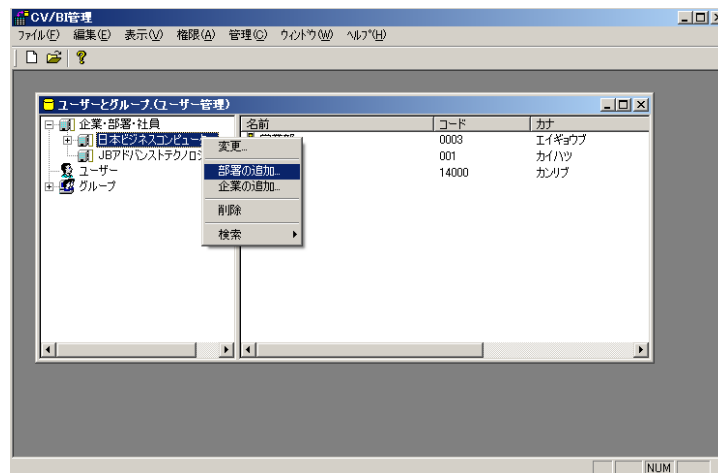 CV/BI管理
ファイル(F) 編集(E) 表示(V) 権限(A) 管理(C) ウィンドウ(W) ヘルプ(H)
ユーザーとグループ.(ユーザー管理)
企業・部署・社員
日本ビジネスコンピュー
JBアドバンストテクノロジ
ユーザー
グループ
名前 コード カナ
営業部 0003 エイギョウブ
001 カイハツ
14000 カンリブ
変更...
部署の追加...
企業の追加...
削除
検索
NUM